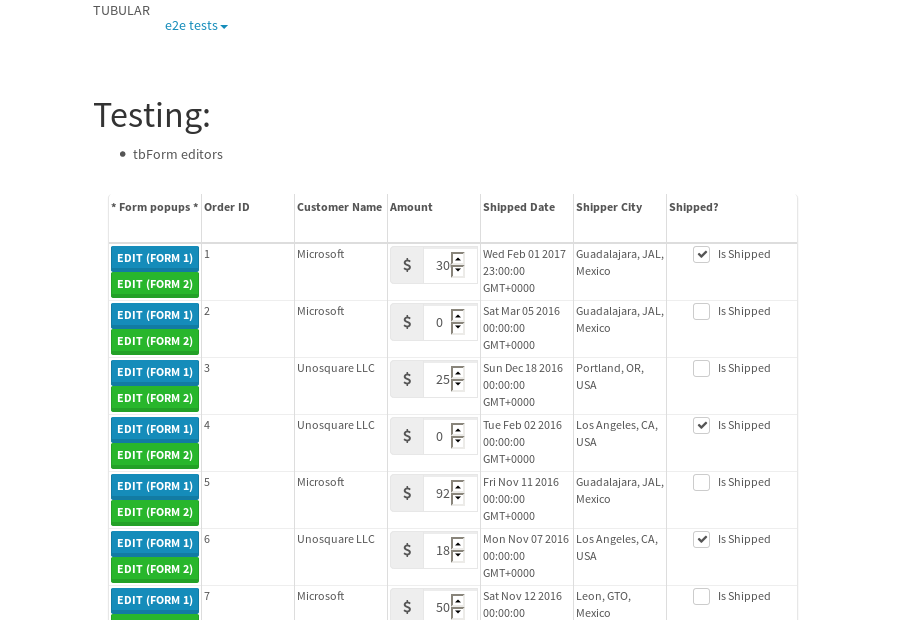 TUBULAR
e2e tests
Testing:
tbForm editors
* Form popups * Order ID Customer Name Amount Shipped Date Shipper City Shipped?
EDIT (FORM 1) 1 Microsoft $ 30 Wed Feb 01 2017 Guadalajara, JAL, Is Shipped
EDIT (FORM 2) 23:00:00 Mexico
GMT+0000
EDIT (FORM 1) 2 Microsoft $ 0 Sat Mar 05 2016 Guadalajara, JAL, Is Shipped
EDIT (FORM 2) 00:00:00 Mexico
GMT+0000
EDIT (FORM 1) 3 Unosquare LLC $ 25 Sun Dec 18 2016 Portland, OR, Is Shipped
EDIT (FORM 2) 00:00:00 USA
GMT+0000
EDIT (FORM 1) 4 Unosquare LLC $ 0 Tue Feb 02 2016 Los Angeles, CA, Is Shipped
EDIT (FORM 2) 00:00:00 USA
GMT+0000
EDIT (FORM 1) 5 Microsoft $ 92 Fri Nov 11 2016 Guadalajara, JAL, Is Shipped
EDIT (FORM 2) 00:00:00 Mexico
GMT+0000
EDIT (FORM 1) 6 Unosquare LLC $ 18 Mon Nov 07 2016 Los Angeles, CA, Is Shipped
EDIT (FORM 2) 00:00:00 USA
GMT+0000
EDIT (FORM 1) 7 Microsoft $ 50 Sat Nov 12 2016 Leon, GTO, Is Shipped
00:00:00 Mexico